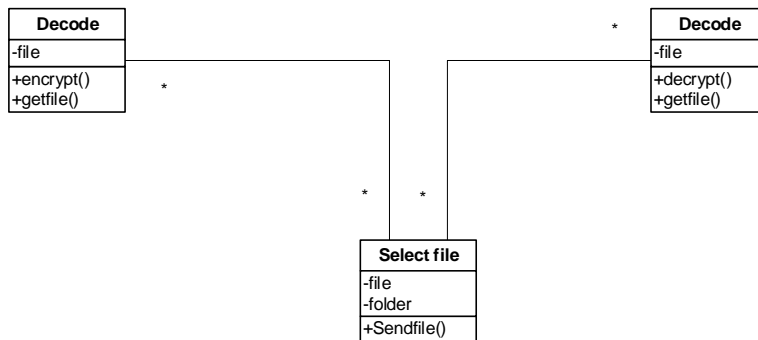 Decode
-file
+encrypt()
+getfile()
*
*
Decode
-file
+decrypt()
+getfile()
*
*
Select file
-file
-folder
+Sendfile()